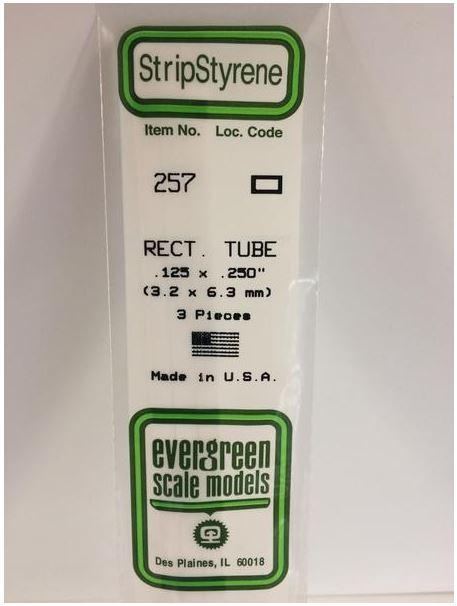 StripStyrene
Item No. Loc. Code
257
RECT. TUBE
.125 x .250"
(3.2 x 6.3 mm)
3 Pieces
Made in U.S.A.
evergreen
scale models
Des Plaines, IL 60018